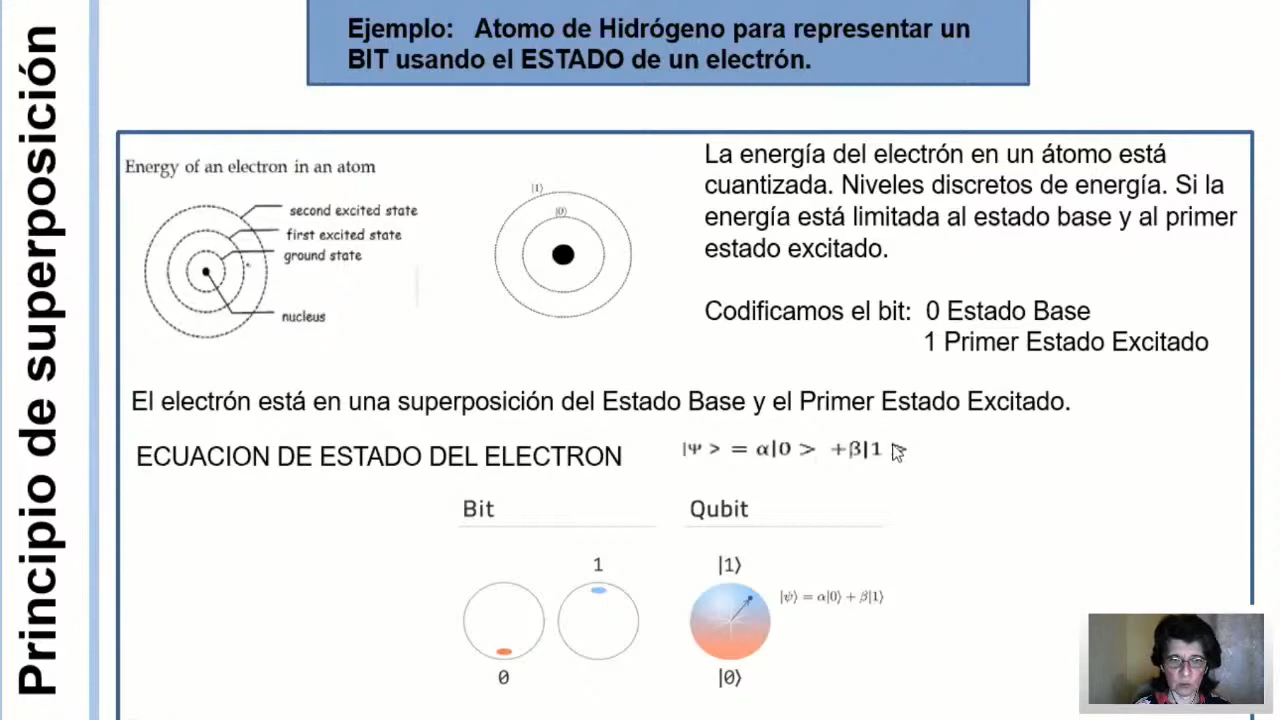 Principio de superposición
Ejemplo: Atomo de Hidrógeno para representar un
BIT usando el ESTADO de un electrón.
Energy of an electron in an atom
second excited state
first excited state
ground state
nucleus
|1⟩
|0⟩
La energía del electrón en un átomo está
cuantizada. Niveles discretos de energía. Si la
energía está limitada al estado base y al primer
estado excitado.
Codificamos el bit: 0 Estado Base
1 Primer Estado Excitado
El electrón está en una superposición del Estado Base y el Primer Estado Excitado.
ECUACION DE ESTADO DEL ELECTRON
|Ψ > = α|0 > +β|1 >
Bit
Qubit
1
|1⟩
|ψ⟩ = α|0⟩ + β|1⟩
0
|0⟩